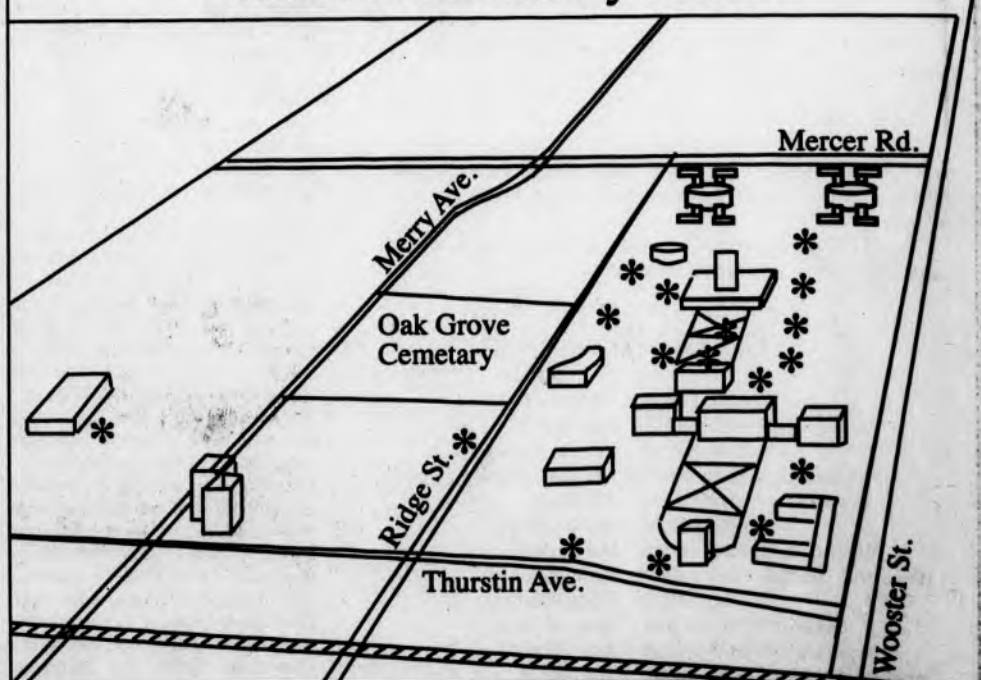 Mercer Rd.
Merry Ave.
Oak Grove
Cemetary
Ridge St.
Thurstin Ave.
Wooster St.